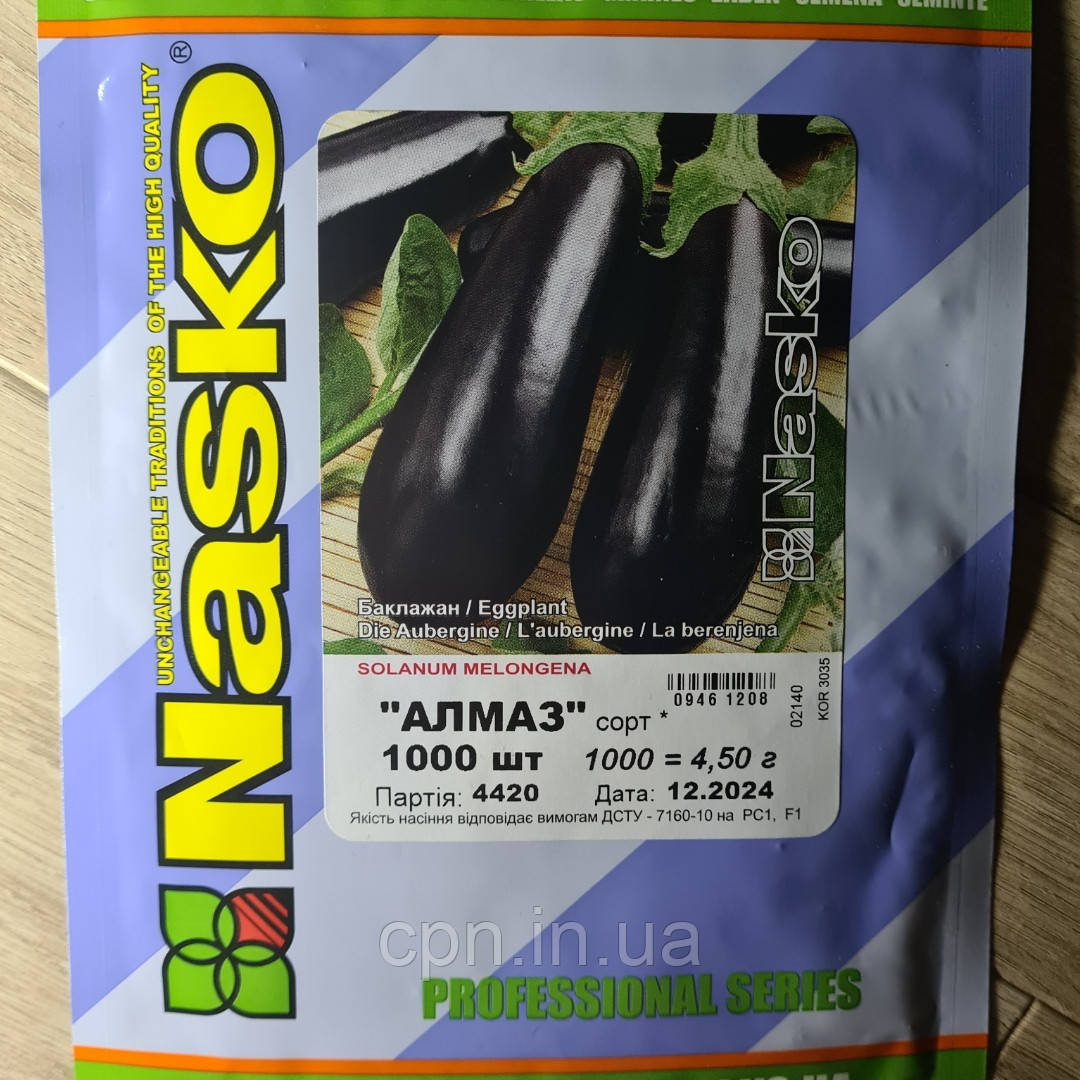 SEMENA SEMINTE
Nasko®
UNCHANGEABLE TRADITIONS OF THE HIGH QUALITY
Nasko
Баклажан / Eggplant
Die Aubergine / L'aubergine / La berenjena
SOLANUM MELONGENA
0946 1208
02140
KOR 3035
"АЛМАЗ" сорт *
1000 шт 1000 = 4,50 г
Партія: 4420 Дата: 12.2024
Якість насіння відповідає вимогам ДСТУ - 7160-10 на РС1, F1
cpn.in.ua
PROFESSIONAL SERIES